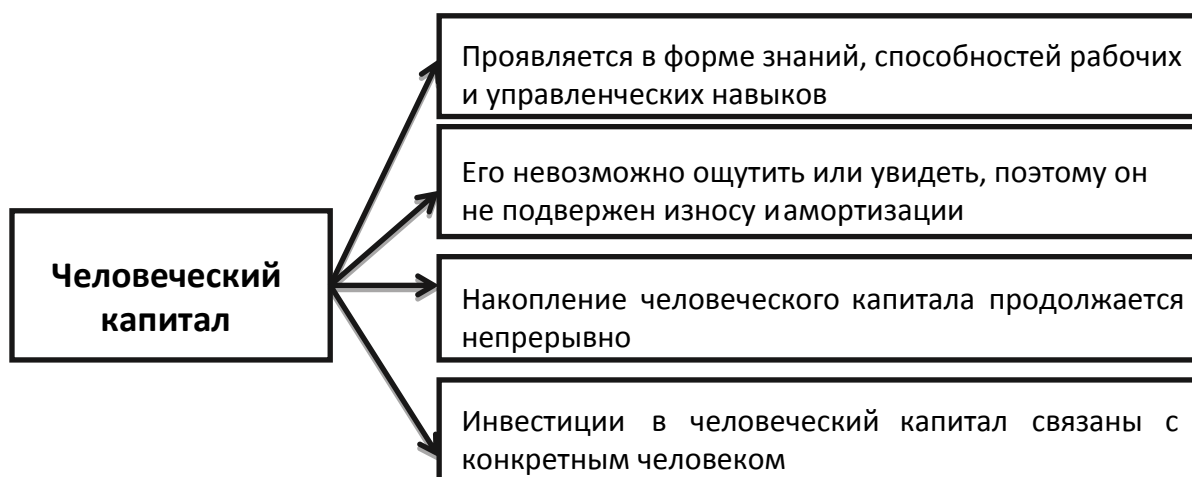 Человеческий
капитал
Проявляется в форме знаний, способностей рабочих
и управленческих навыков
Его невозможно ощутить или увидеть, поэтому он
не подвержен износу иамортизации
Накопление человеческого капитала продолжается
непрерывно
Инвестиции в человеческий капитал связаны с
конкретным человеком